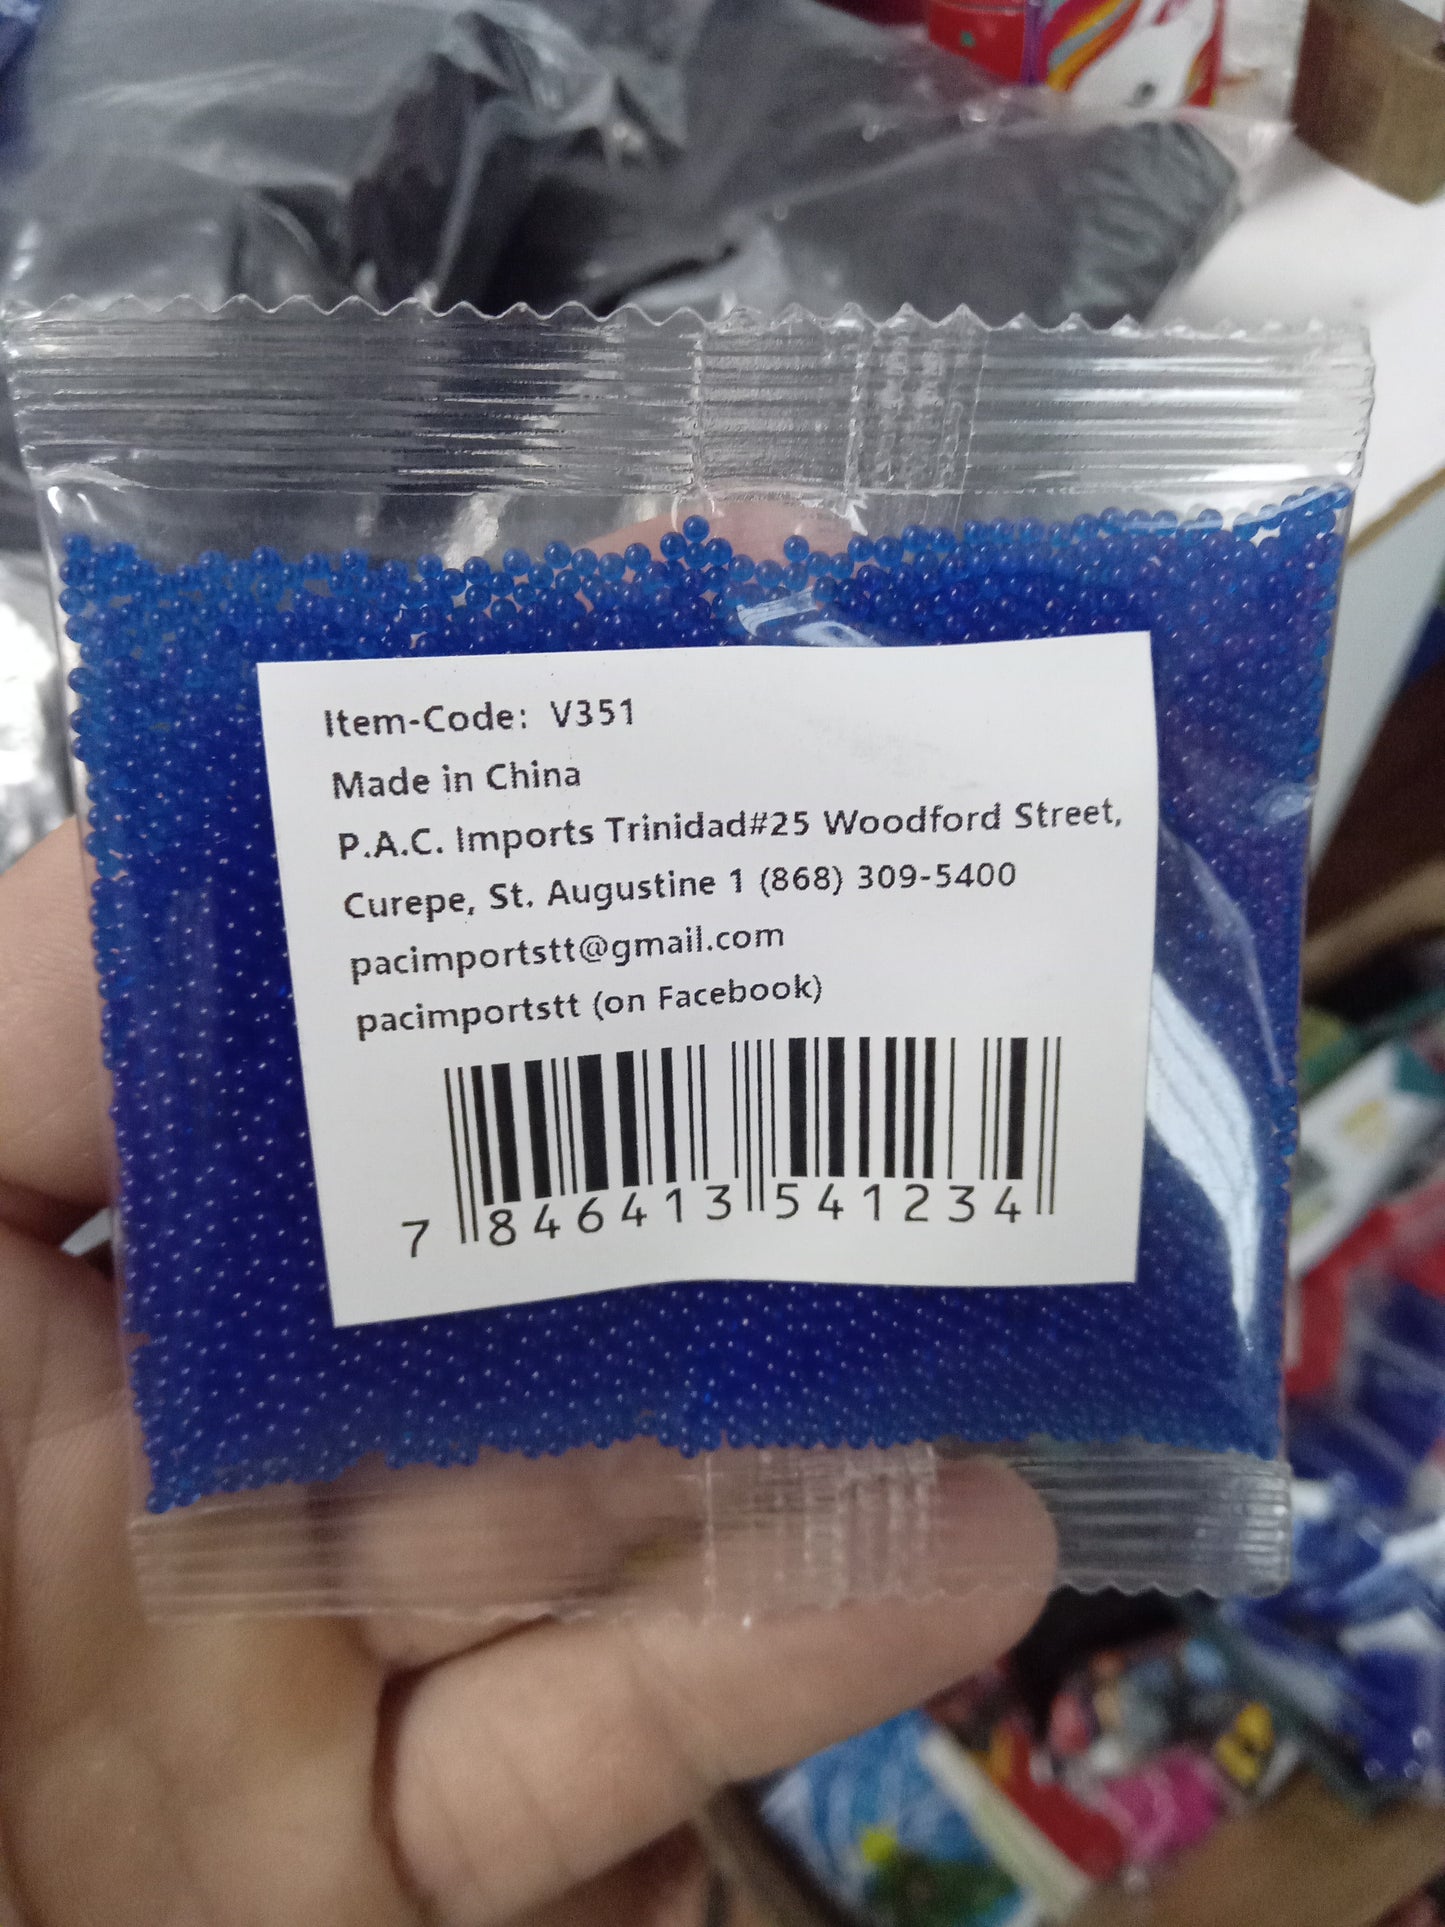 Item-Code: V351
Made in China
P.A.C. Imports Trinidad#25 Woodford Street,
Curepe, St. Augustine 1 (868) 309-5400
pacimportstt@gmail.com
pacimportstt (on Facebook)
7 846413 541234